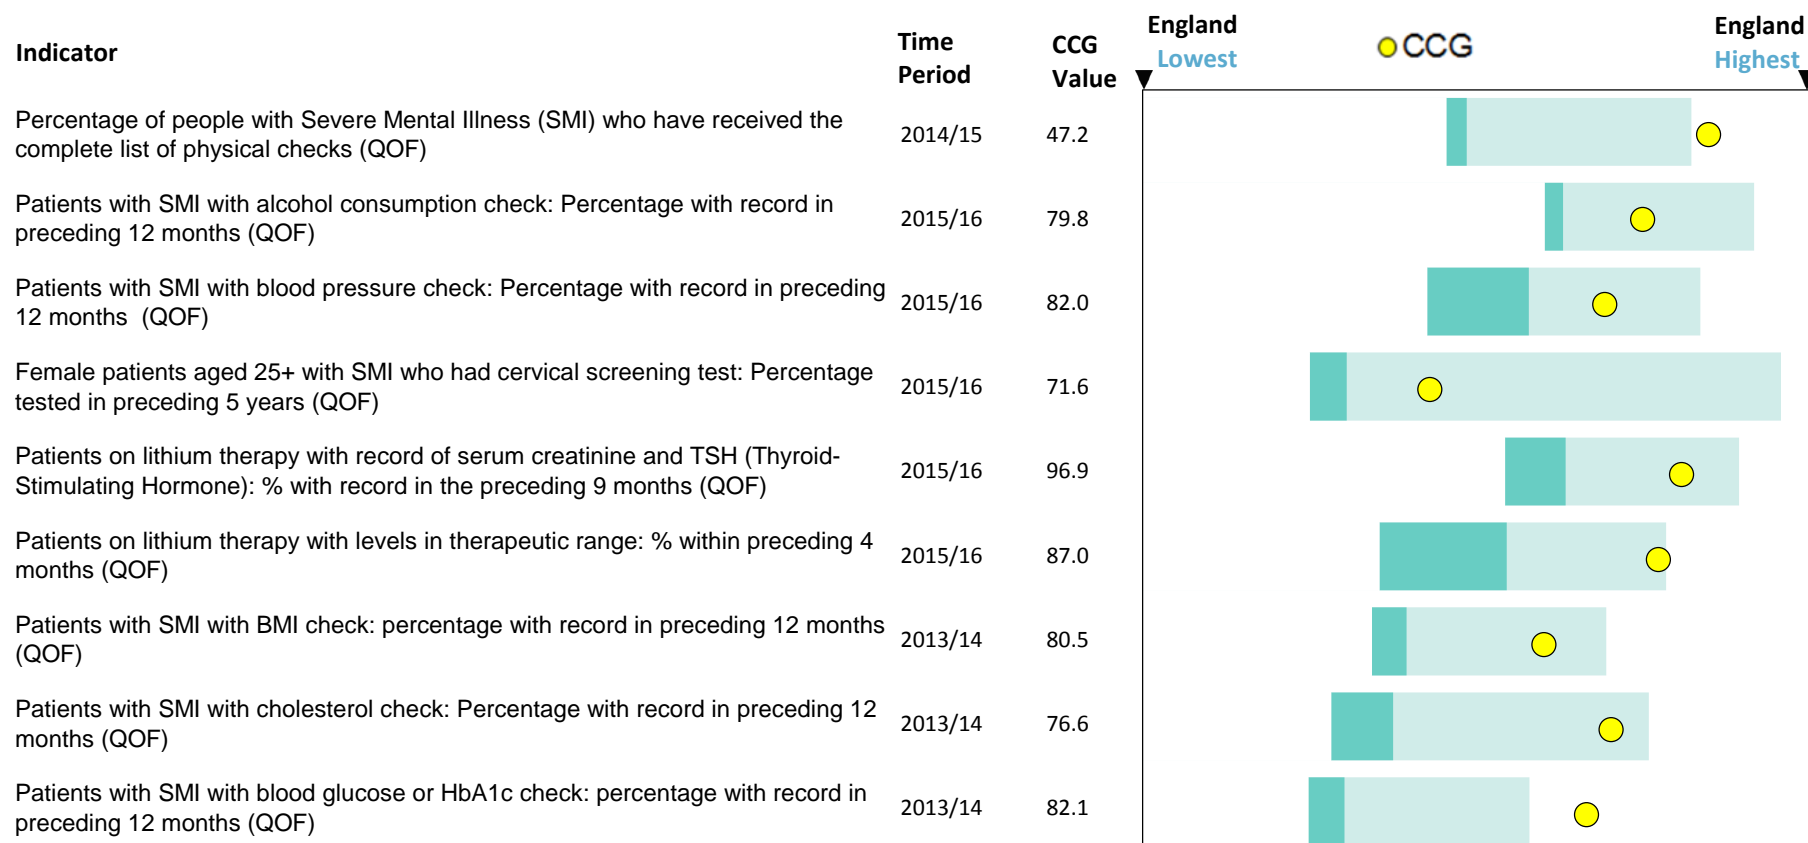 Indicator
Time
Period
CCG
Value
England
Lowest
CCG
England
Highest
Percentage of people with Severe Mental Illness (SMI) who have received the
complete list of physical checks (QOF)
2014/15
47.2
Patients with SMI with alcohol consumption check: Percentage with record in
preceding 12 months (QOF)
2015/16
79.8
Patients with SMI with blood pressure check: Percentage with record in preceding
12 months  (QOF)
2015/16
82.0
Female patients aged 25+ with SMI who had cervical screening test: Percentage
tested in preceding 5 years (QOF)
2015/16
71.6
Patients on lithium therapy with record of serum creatinine and TSH (Thyroid-
Stimulating Hormone): % with record in the preceding 9 months (QOF)
2015/16
96.9
Patients on lithium therapy with levels in therapeutic range: % within preceding 4
months (QOF)
2015/16
87.0
Patients with SMI with BMI check: percentage with record in preceding 12 months
(QOF)
2013/14
80.5
Patients with SMI with cholesterol check: Percentage with record in preceding 12
months (QOF)
2013/14
76.6
Patients with SMI with blood glucose or HbA1c check: percentage with record in
preceding 12 months (QOF)
2013/14
82.1